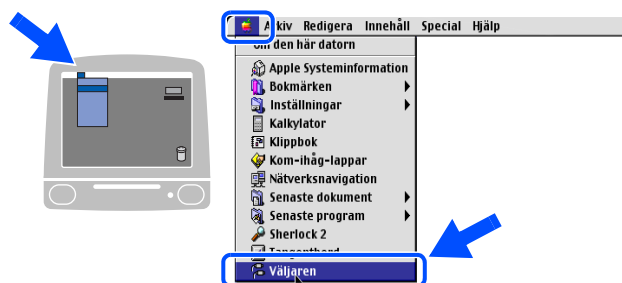 Arkiv Redigera Innehåll Special Hjälp
Om den här datorn
Apple Systeminformation
Bokmärken
Inställningar
Kalkylator
Klippbok
Kom-ihåg-lappar
Nätverksnavigation
Senaste dokument
Senaste program
Sherlock 2
Tangentbord
Väljaren